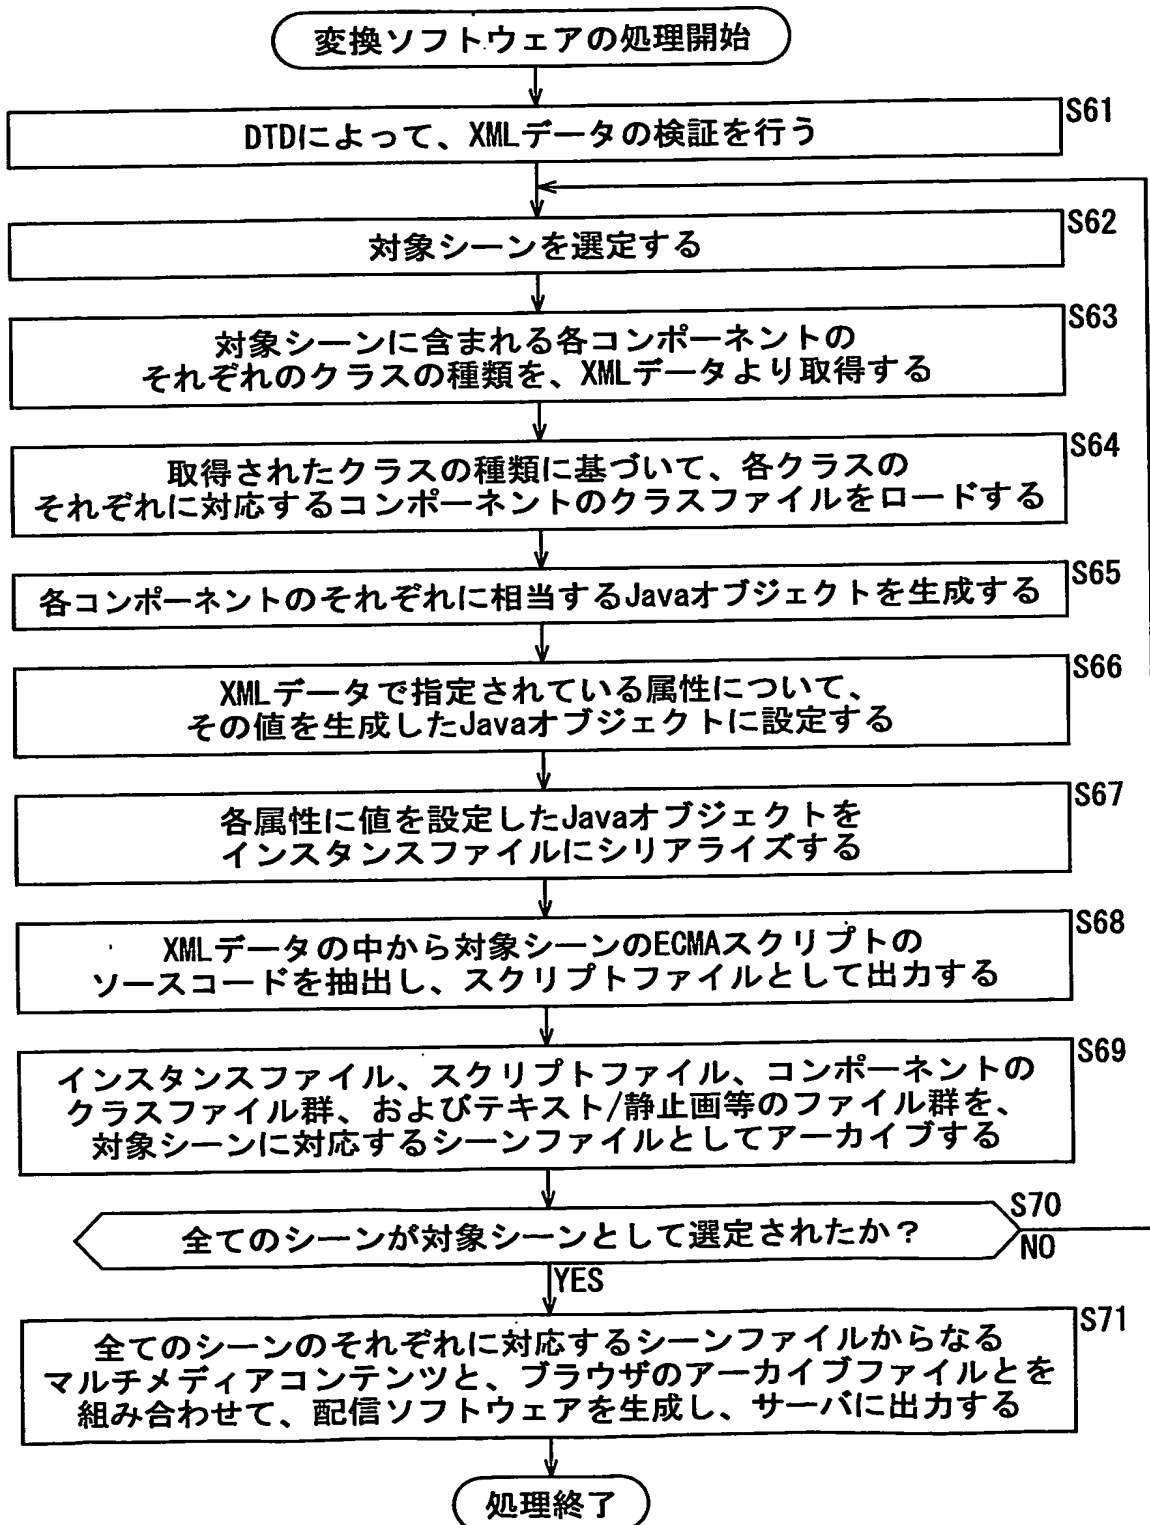 変換ソフトウェアの処理開始
S61
DTDによって、XMLデータの検証を行う
S62
対象シーンを選定する
S63
対象シーンに含まれる各コンポーネントの
それぞれのクラスの種類を、XMLデータより取得する
S64
取得されたクラスの種類に基づいて、各クラスの
それぞれに対応するコンポーネントのクラスファイルをロードする
S65
各コンポーネントのそれぞれに相当するJavaオブジェクトを生成する
S66
XMLデータで指定されている属性について、
その値を生成したJavaオブジェクトに設定する
S67
各属性に値を設定したJavaオブジェクトを
インスタンスファイルにシリアライズする
S68
XMLデータの中から対象シーンのECMAスクリプトの
ソースコードを抽出し、スクリプトファイルとして出力する
S69
インスタンスファイル、スクリプトファイル、コンポーネントの
クラスファイル群、およびテキスト/静止画等のファイル群を、
対象シーンに対応するシーンファイルとしてアーカイブする
S70
全てのシーンが対象シーンとして選定されたか？
NO
YES
S71
全てのシーンのそれぞれに対応するシーンファイルからなる
マルチメディアコンテンツと、ブラウザのアーカイブファイルとを
組み合わせて、配信ソフトウェアを生成し、サーバに出力する
処理終了